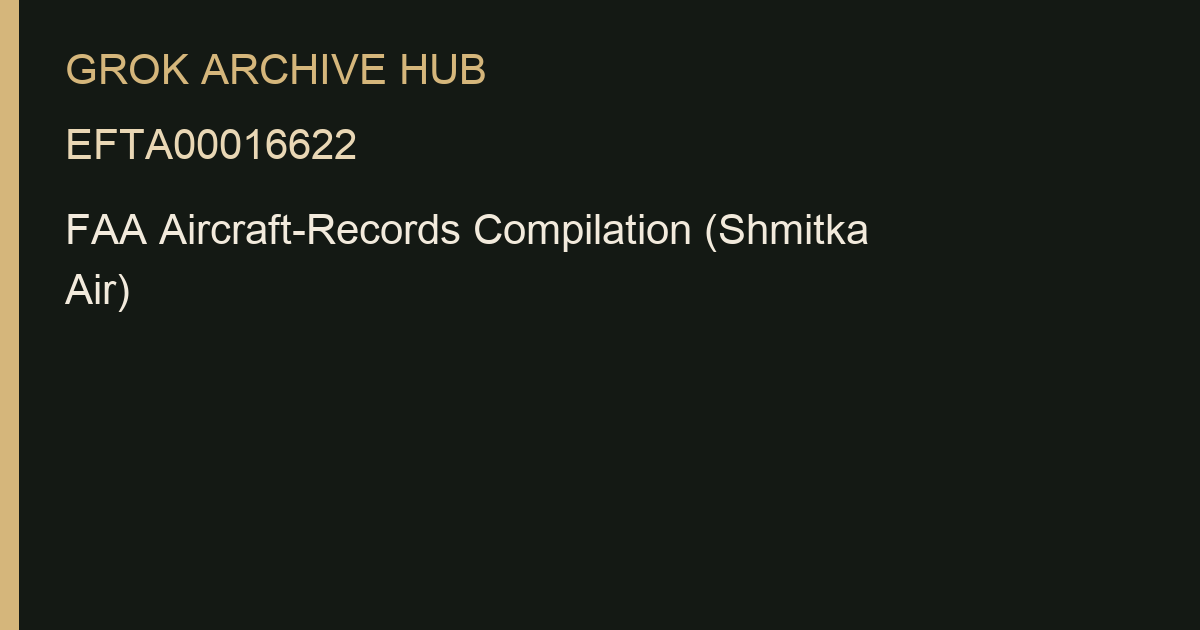 GROK ARCHIVE HUB
EFTA00016622
FAA Aircraft-Records Compilation (Shmitka
Air)